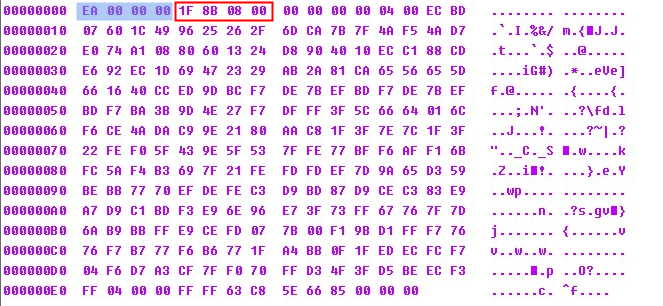 00000000 EA 00 00 00 1F 8B 08 00 00 00 00 00 04 00 EC BD ........ ........
00000010 07 60 1C 49 96 25 26 2F 6D CA 7B 7F 4A F5 4A D7 .`.I.%&/ m.{■J.J.
00000020 E0 74 A1 08 80 60 13 24 D8 90 40 10 EC C1 88 CD .t...`.$ ..@.....
00000030 E6 92 EC 1D 69 47 23 29 AB 2A 81 CA 65 56 65 5D ....iG#) .*..eVe]
00000040 66 16 40 CC ED 9D BC F7 DE 7B EF BD F7 DE 7B EF f.@..... .{....{.
00000050 BD F7 BA 3B 9D 4E 27 F7 DF FF 3F 5C 66 64 01 6C ...;.N'. ..?\fd.l
00000060 F6 CE 4A DA C9 9E 21 80 AA C8 1F 3F 7E 7C 1F 3F ..J...!. ...?~|.?
00000070 22 FE F0 5F 43 9E 5F 53 7F FE 77 BF F6 AF F1 6B ".._C._S ■.w....k
00000080 FC 5A F4 B3 69 7F 21 FE FD FD EF 7D 9A 65 D3 59 .Z..i■!. ...}.e.Y
00000090 BE BB 77 70 EF DE FE C3 D9 BD 87 D9 CE C3 83 E9 ..wp.... ........
000000A0 A7 D9 C1 BD F3 E9 6E 96 E7 3F 73 FF 67 76 7F 7D ......n. .?s.gv■}
000000B0 6A B9 BB FF E9 CE FD 07 7B 00 F1 9B D1 FF F7 76 j....... {......v
000000C0 76 F7 B7 77 F6 B6 77 1F A4 BB 0F 1F ED EC FC F7 v..w..w. ........
000000D0 04 F6 D7 A3 CF 7F F0 70 FF D3 4F 3F D5 BE EC F3 .....■.p ..O?....
000000E0 FF 04 00 00 FF FF 63 C8 5E 66 85 00 00 00 ......c. ^f....